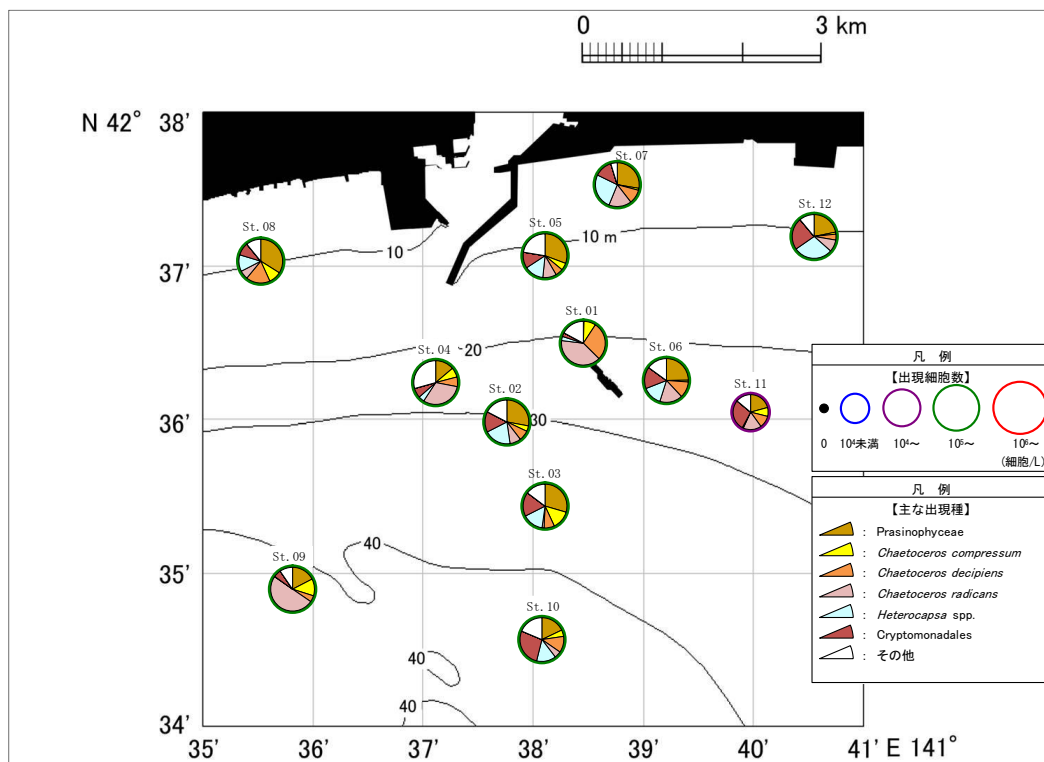 0 3 km
N 42° 38'
St.07
St.12
St.08
St.05
10 m
10
37'
St.01
St.04
20
St.06
St.02
St.11
36'
30
St.03
40
St.09
35'
St.10
40
40
34'
35' 36' 37' 38' 39' 40' 41' E 141°
凡 例
【出現細胞数】
0 10⁴未満 10⁴~ 10⁵~ 10⁶~
(細胞/L)
凡 例
【主な出現種】
: Prasinophyceae
: Chaetoceros compressum
: Chaetoceros decipiens
: Chaetoceros radicans
: Heterocapsa spp.
: Cryptomonadales
: その他